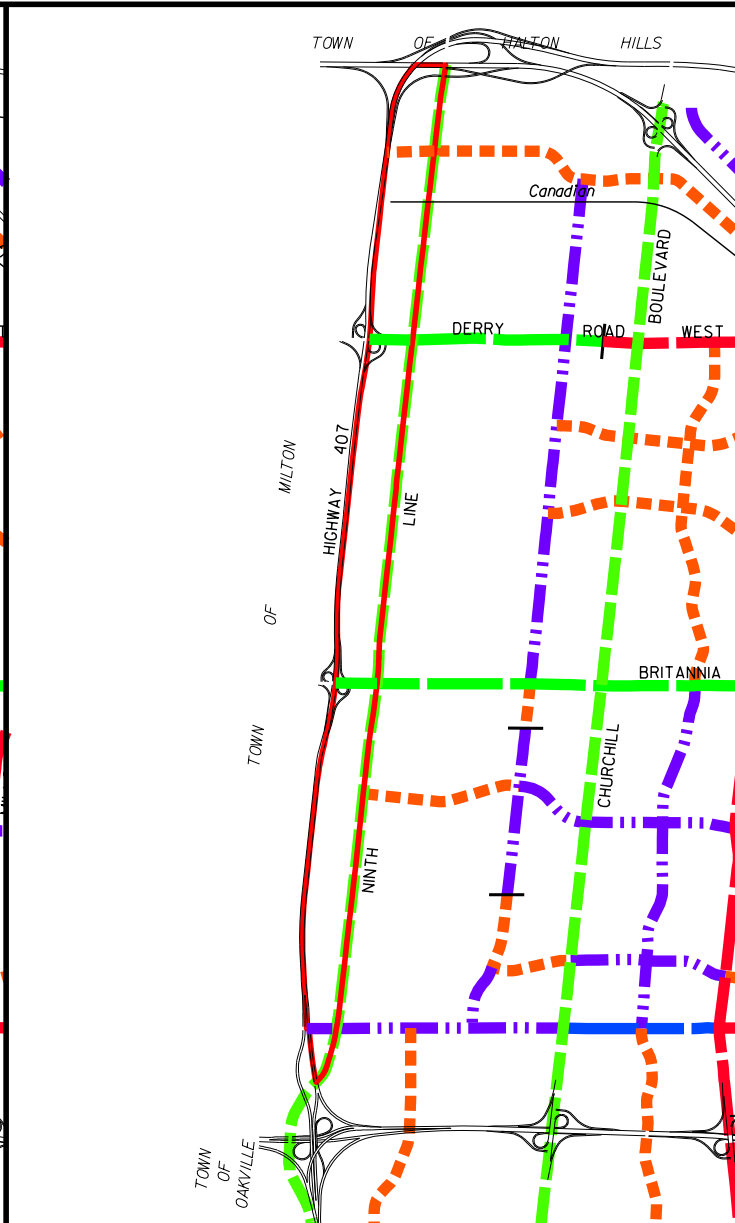 TOWN OF HALTON HILLS
Canadian
BOULEVARD
DERRY ROAD WEST
407
HIGHWAY
MILTON
LINE
OF
BRITANNIA
TOWN
CHURCHILL
NINTH
TOWN
OF
OAKVILLE